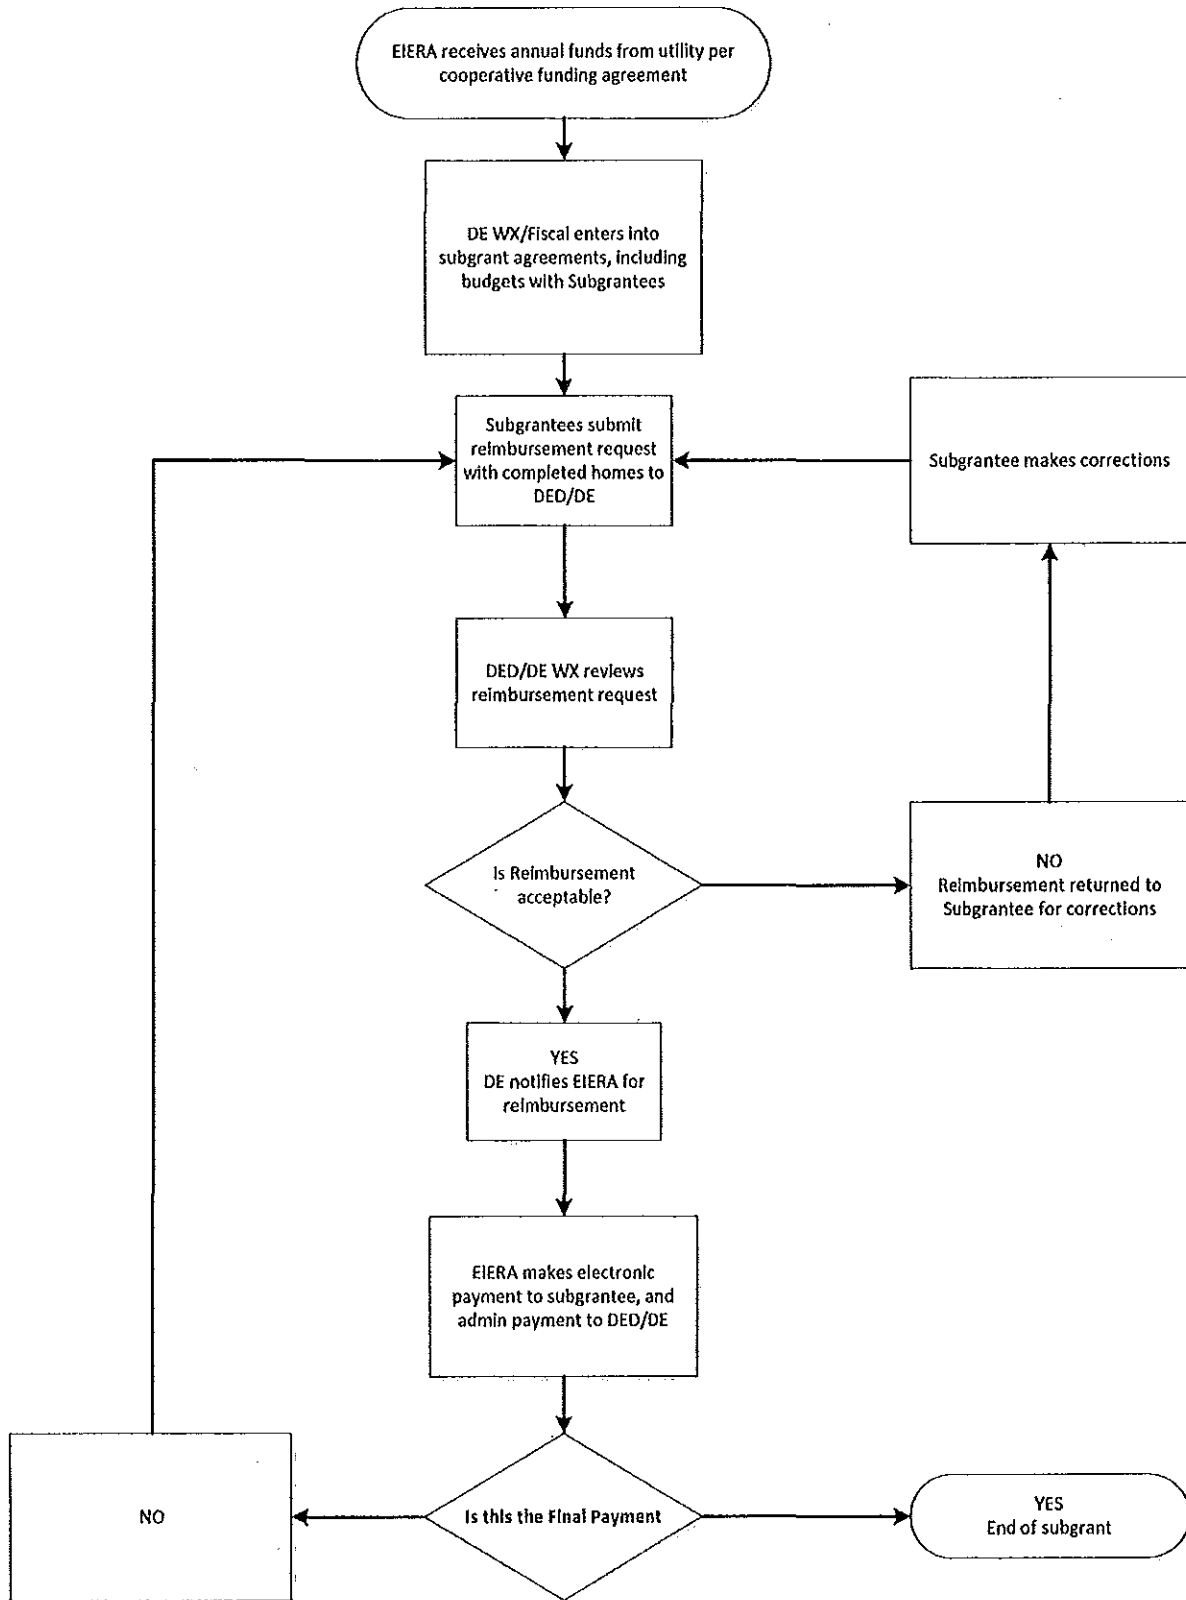 EIERA receives annual funds from utility per
cooperative funding agreement
DE WX/Fiscal enters into
subgrant agreements, including
budgets with Subgrantees
Subgrantees submit
reimbursement request
with completed homes to
DED/DE
Subgrantee makes corrections
DED/DE WX reviews
reimbursement request
Is Reimbursement
acceptable?
NO
Reimbursement returned to
Subgrantee for corrections
YES
DE notifies EIERA for
reimbursement
EIERA makes electronic
payment to subgrantee, and
admin payment to DED/DE
NO
Is this the Final Payment
YES
End of subgrant